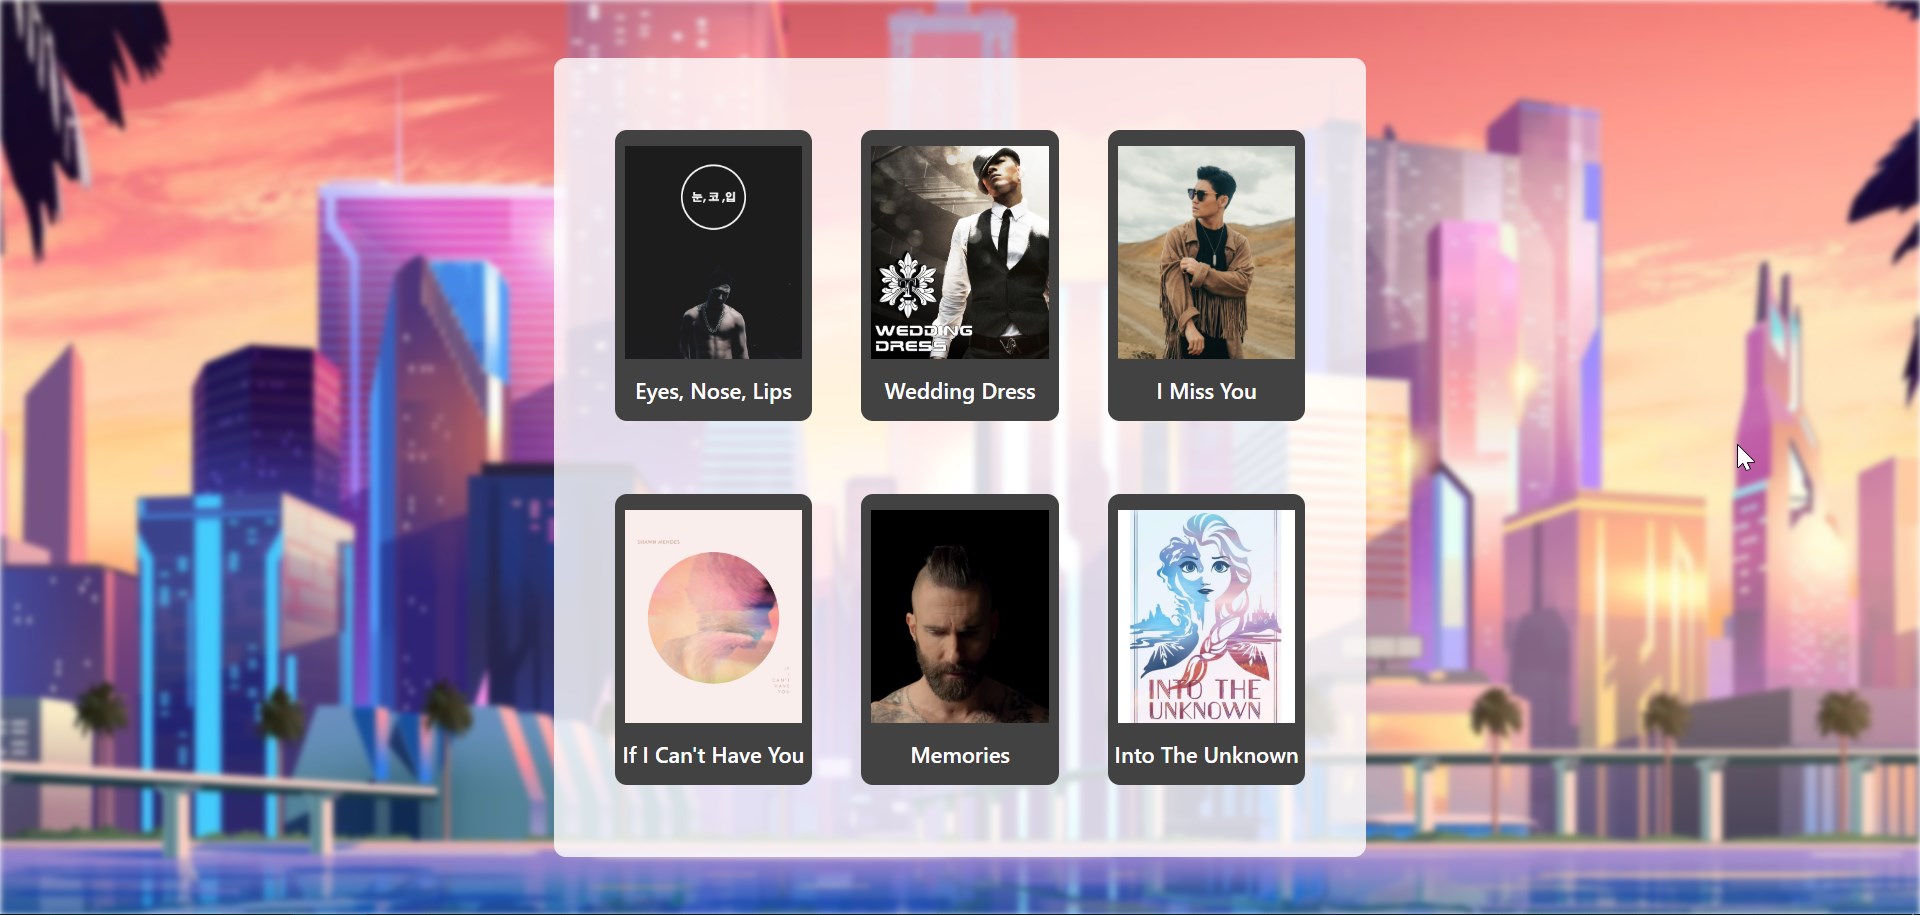 눈, 코 ,입
WEDDING
DRESS
Eyes, Nose, Lips
Wedding Dress
I Miss You
SHAWN MENDES
IF
I
CAN'T
HAVE
YOU
INTO THE
UNKNOWN
If I Can't Have You
Memories
Into The Unknown